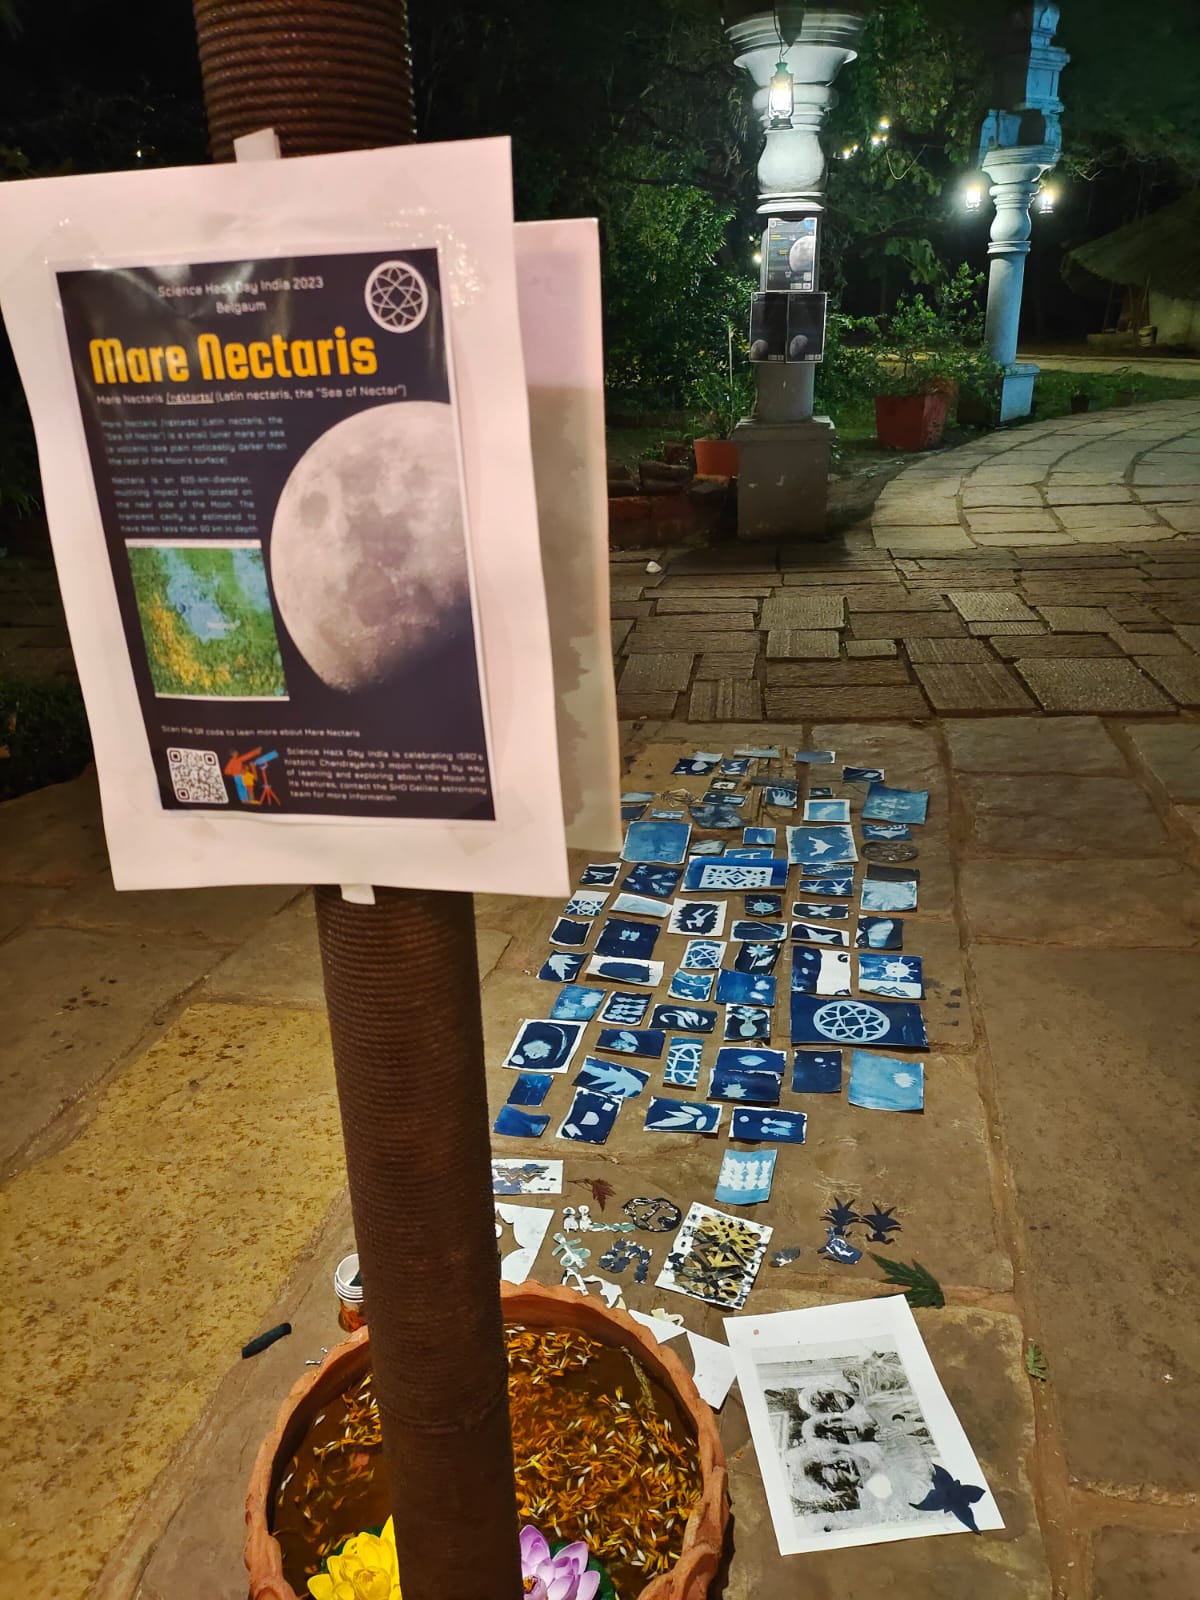 Science Hack Day India 2023
Belgaum
Mare Nectaris
Mare Nectaris /nɛktərɪs/ (Latin nectaris, the "Sea of Nectar")
Mare Nectaris /nɛktərɪs/ (Latin nectaris, the
"Sea of Nectar") is a small lunar mare or sea
(a volcanic lava plain noticeably darker than
the rest of the Moon's surface)
Nectaris is an 820-km-diameter,
multiring impact basin located on
the near side of the Moon. The
transient cavity is estimated to
have been less than 90 km in depth
Scan the QR code to learn more about Mare Nectaris
Science Hack Day India is celebrating ISRO's
historic Chandrayana-3 moon landing by way
of learning and exploring about the Moon and
its features, contact the SHD Galileo astronomy
team for more information